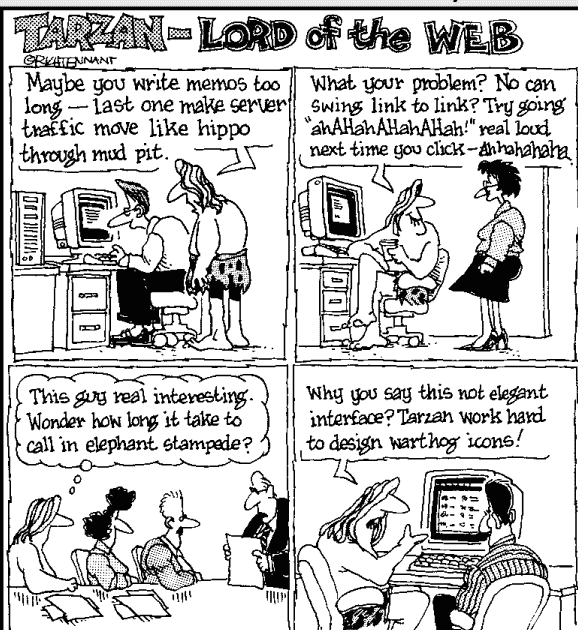 TARZAN - LORD of the WEB
©RICHTENNANT
Maybe you write memos too
long — last one make server
traffic move like hippo
through mud pit.
What your problem? No can
swing link to link? Try going
"ahAHahAHahAHah!" real loud
next time you click - Ahhahahaha.
This guy real interesting.
Wonder how long it take to
call in elephant stampede?
Why you say this not elegant
interface? Tarzan work hard
to design warthog icons!